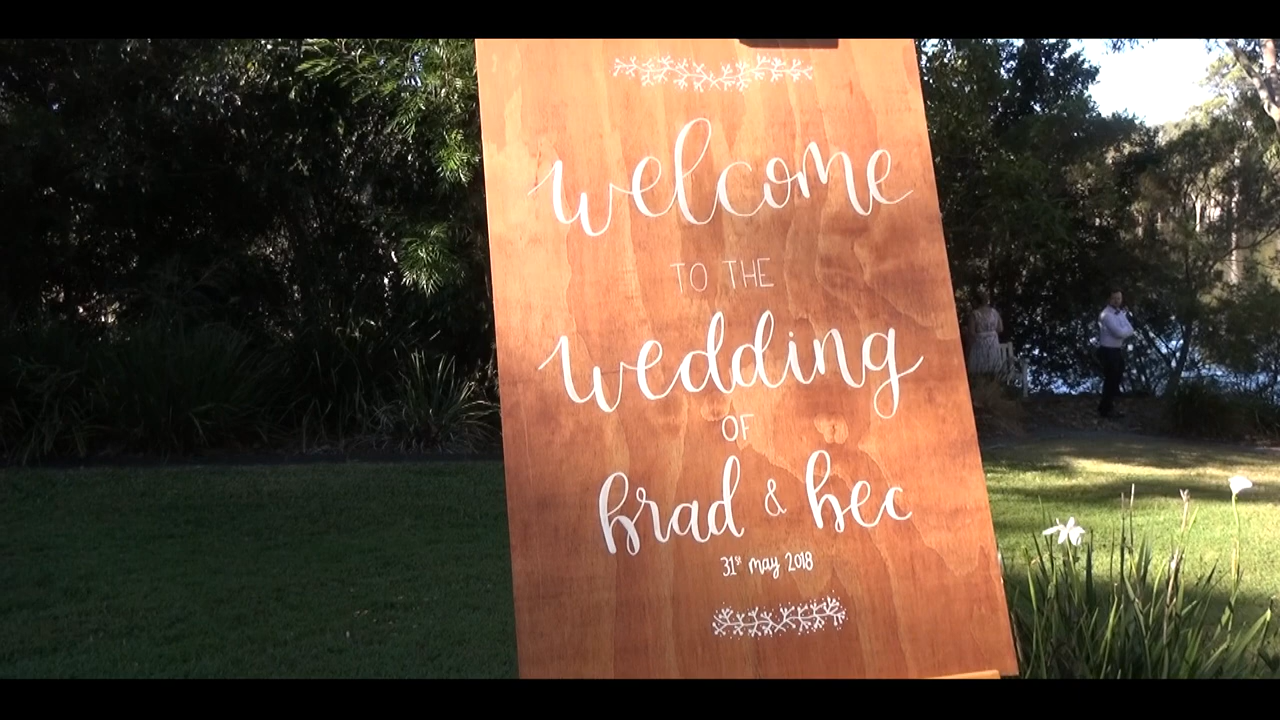 welcome
TO THE
wedding
OF
brad & bec
31st may 2018